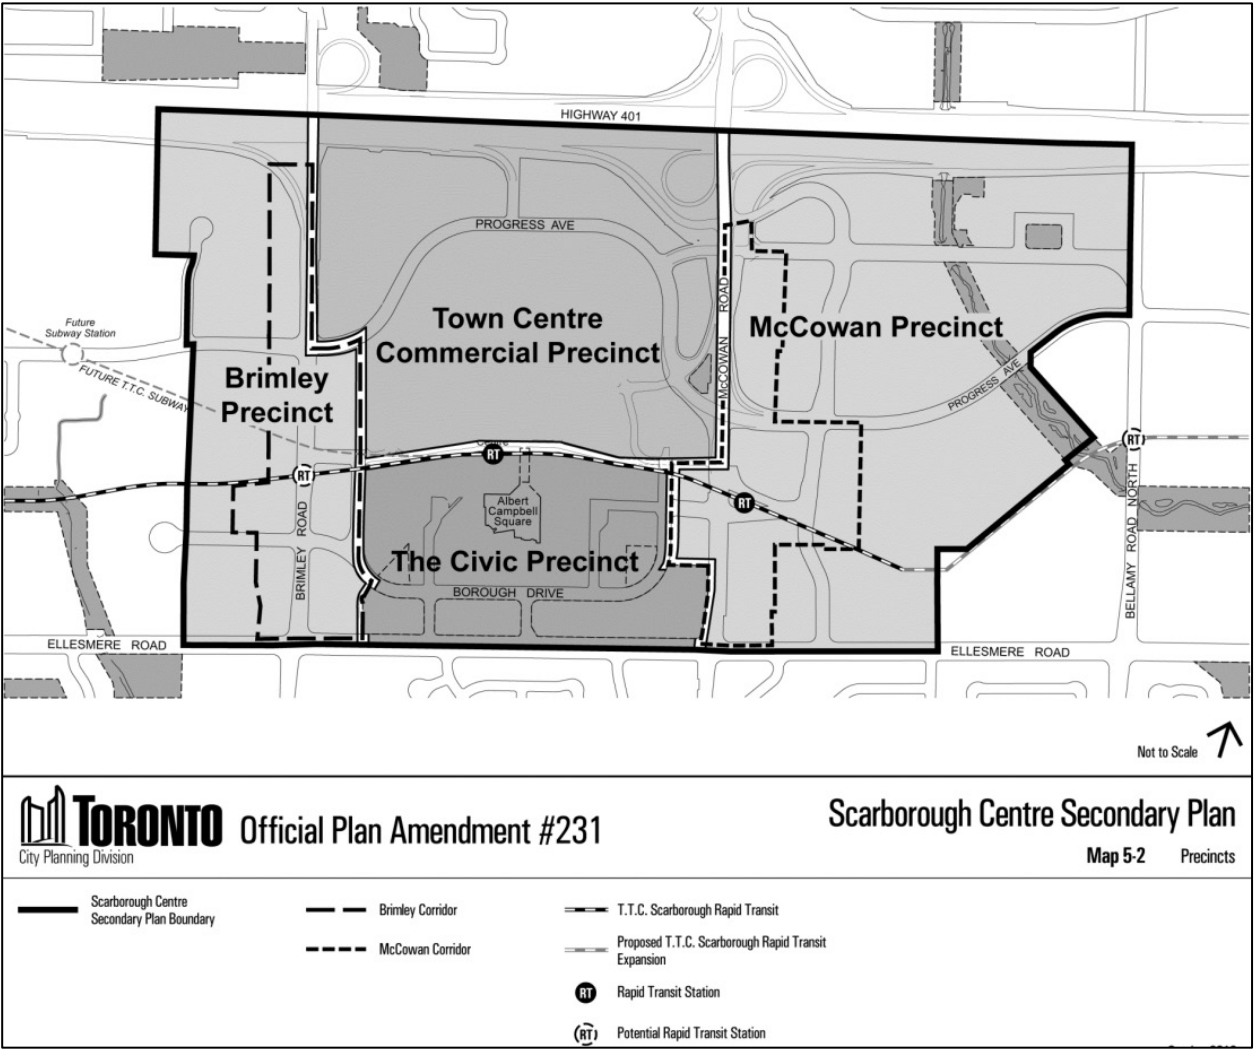 HIGHWAY 401
PROGRESS AVE
Future
Subway Station
FUTURE T.T.C. SUBWAY
Town Centre
Commercial Precinct
McCOWAN ROAD
McCowan Precinct
Brimley
Precinct
PROGRESS AVE
RT
RT
RT
RT
Albert
Campbell
Square
BRIMLEY ROAD
The Civic Precinct
BOROUGH DRIVE
BELLAMY ROAD NORTH
ELLESMERE ROAD
ELLESMERE ROAD
Not to Scale
TORONTO
City Planning Division
Official Plan Amendment #231
Scarborough Centre Secondary Plan
Map 5-2 Precincts
Scarborough Centre
Secondary Plan Boundary
Brimley Corridor
McCowan Corridor
T.T.C. Scarborough Rapid Transit
Proposed T.T.C. Scarborough Rapid Transit
Expansion
RT Rapid Transit Station
RT Potential Rapid Transit Station